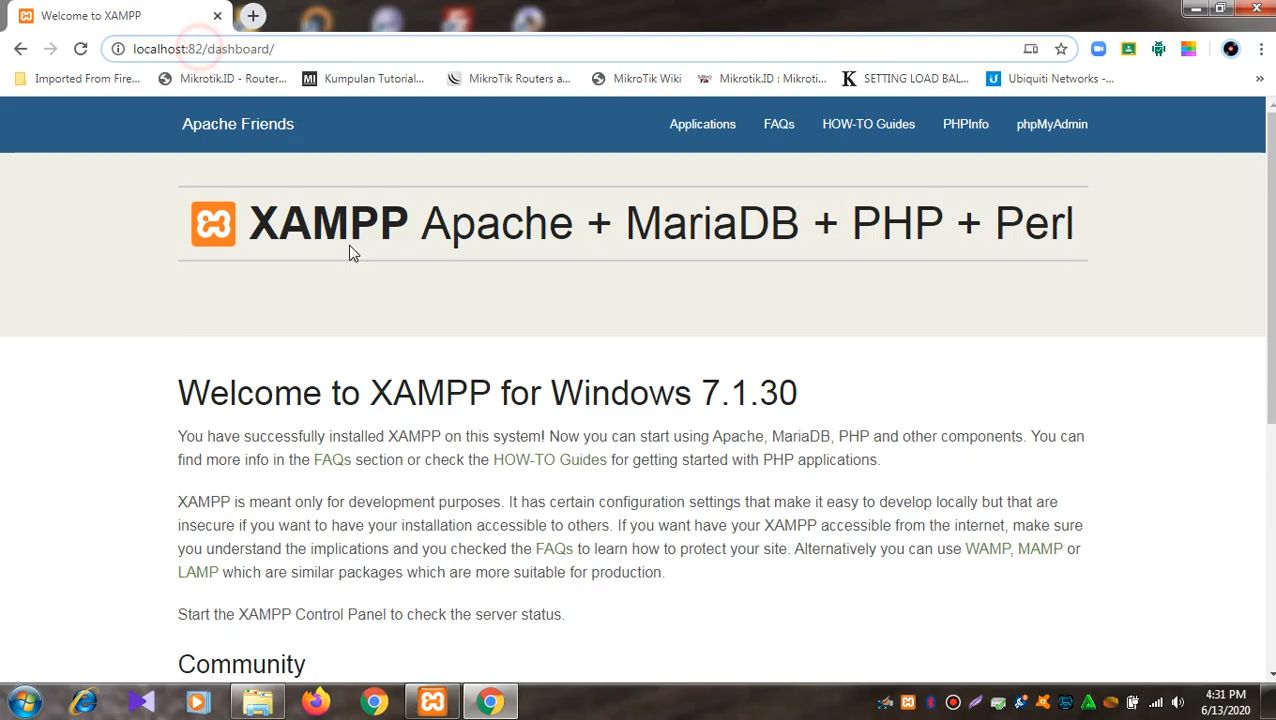 Welcome to XAMPP
localhost:82/dashboard/
Imported From Fire... Mikrotik.ID - Router... MI Kumpulan Tutorial... MikroTik Routers a... MikroTik Wiki Mikrotik.ID : Mikroti... K SETTING LOAD BAL... U Ubiquiti Networks -... »
Apache Friends Applications FAQs HOW-TO Guides PHPInfo phpMyAdmin
XAMPP Apache + MariaDB + PHP + Perl
Welcome to XAMPP for Windows 7.1.30
You have successfully installed XAMPP on this system! Now you can start using Apache, MariaDB, PHP and other components. You can
find more info in the FAQs section or check the HOW-TO Guides for getting started with PHP applications.
XAMPP is meant only for development purposes. It has certain configuration settings that make it easy to develop locally but that are
insecure if you want to have your installation accessible to others. If you want have your XAMPP accessible from the internet, make sure
you understand the implications and you checked the FAQs to learn how to protect your site. Alternatively you can use WAMP, MAMP or
LAMP which are similar packages which are more suitable for production.
Start the XAMPP Control Panel to check the server status.
Community
4:31 PM
6/13/2020